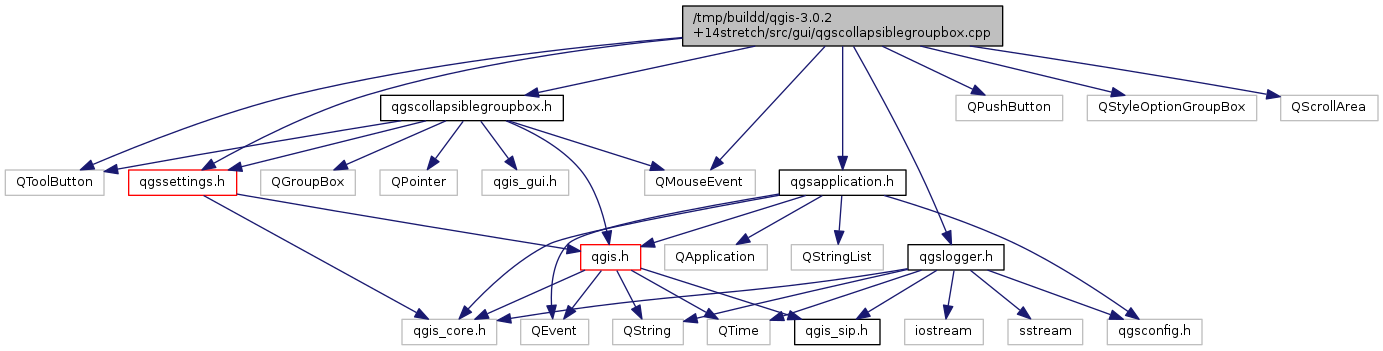 /tmp/buildd/qgis-3.0.2
+14stretch/src/gui/qgscollapsiblegroupbox.cpp
qgscollapsiblegroupbox.h
QPushButton
QStyleOptionGroupBox
QScrollArea
QToolButton
qgssettings.h
QGroupBox
QPointer
qgis_gui.h
QMouseEvent
qgsapplication.h
qgis.h
QApplication
QStringList
qgslogger.h
qgis_core.h
QEvent
QString
QTime
qgis_sip.h
iostream
sstream
qgsconfig.h